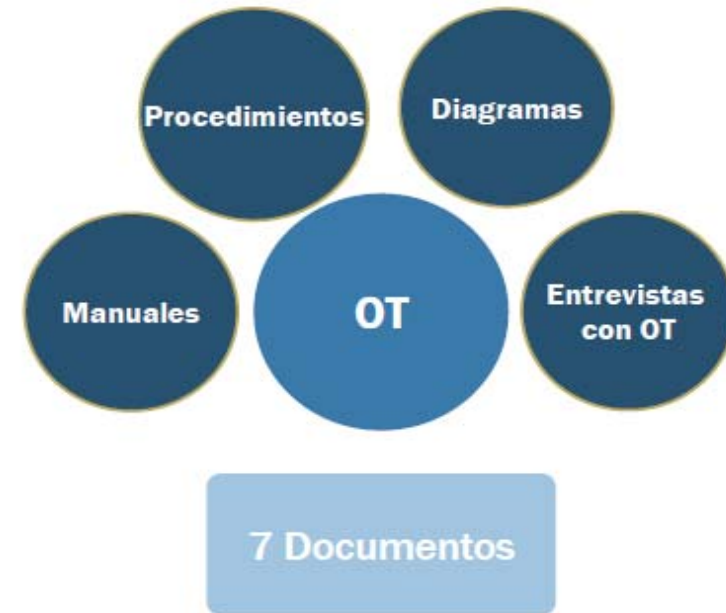 Procedimientos
Diagramas
Manuales
OT
Entrevistas
con OT
7 Documentos